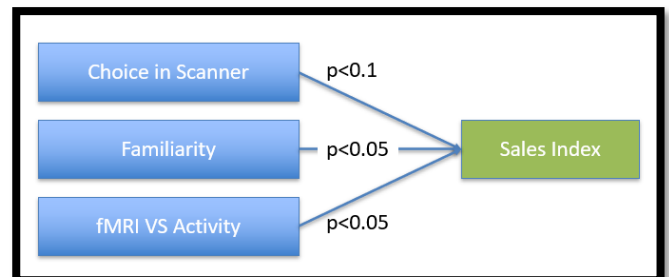 Choice in Scanner
p<0.1
Familiarity
p<0.05
Sales Index
fMRI VS Activity
p<0.05